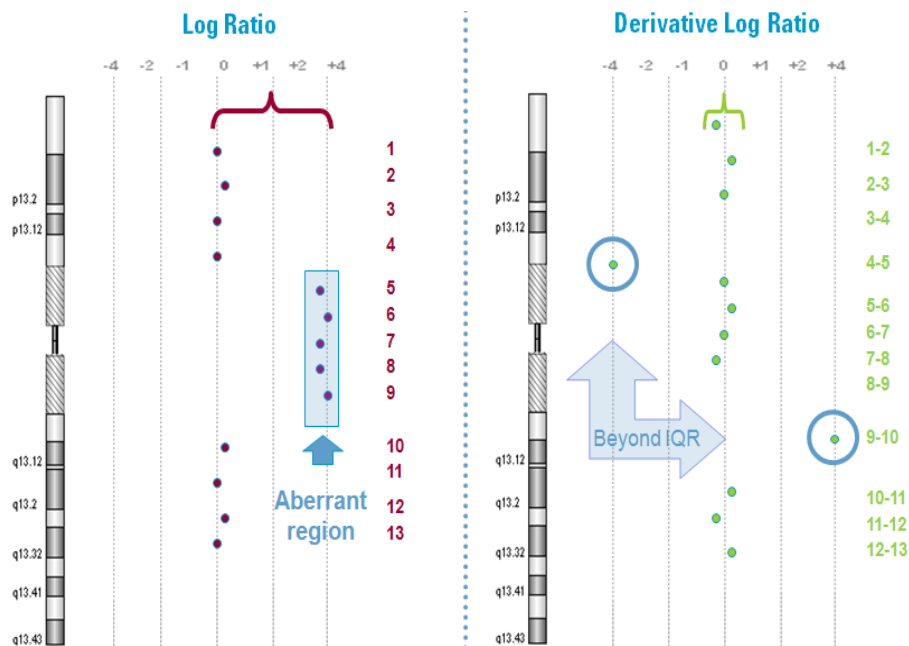 Log Ratio
-4 -2 -1 0 +1 +2 +4
p13.2
p13.12
q13.12
q13.2
q13.32
q13.41
q13.43
1
2
3
4
5
6
7
8
9
10
11
12
13
Aberrant
region
Derivative Log Ratio
-4 -2 -1 0 +1 +2 +4
p13.2
p13.12
q13.12
q13.2
q13.32
q13.41
q13.43
Beyond IQR
1-2
2-3
3-4
4-5
5-6
6-7
7-8
8-9
9-10
10-11
11-12
12-13